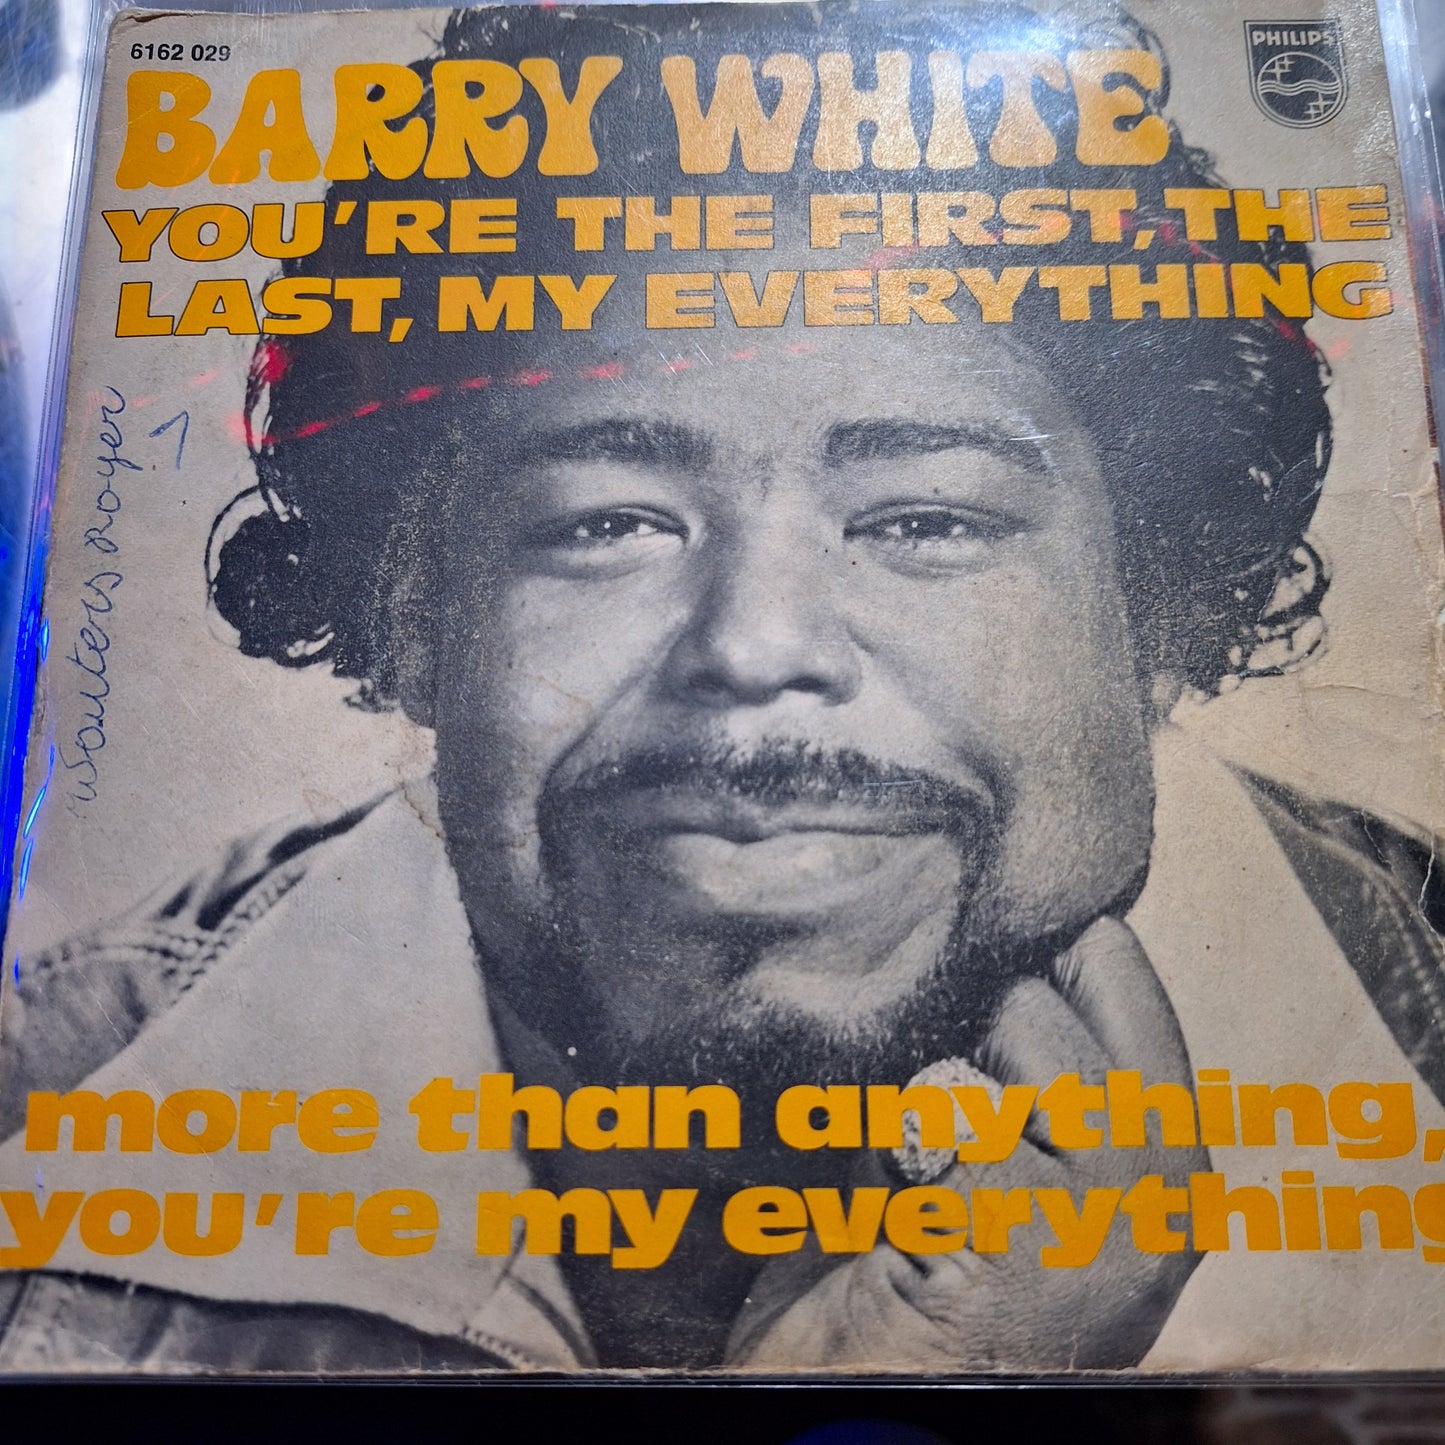 6162 029
PHILIPS
BARRY WHITE
YOU'RE THE FIRST, THE
LAST, MY EVERYTHING
Wouters Royer
more than anything,
you're my everything